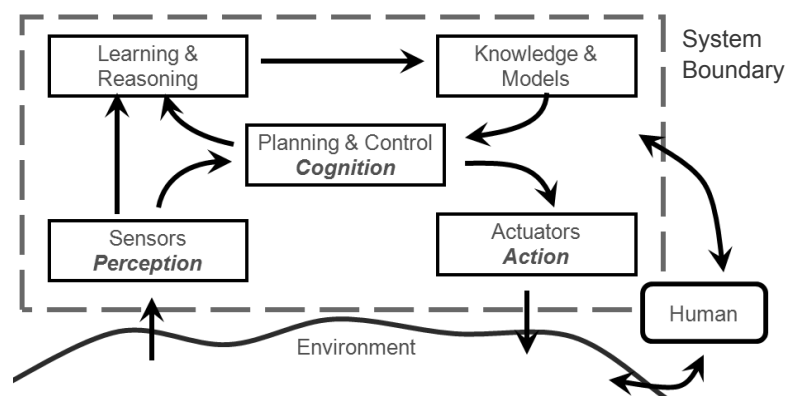 Learning &
Reasoning
Knowledge &
Models
System
Boundary
Planning & Control
Cognition
Sensors
Perception
Actuators
Action
Human
Environment